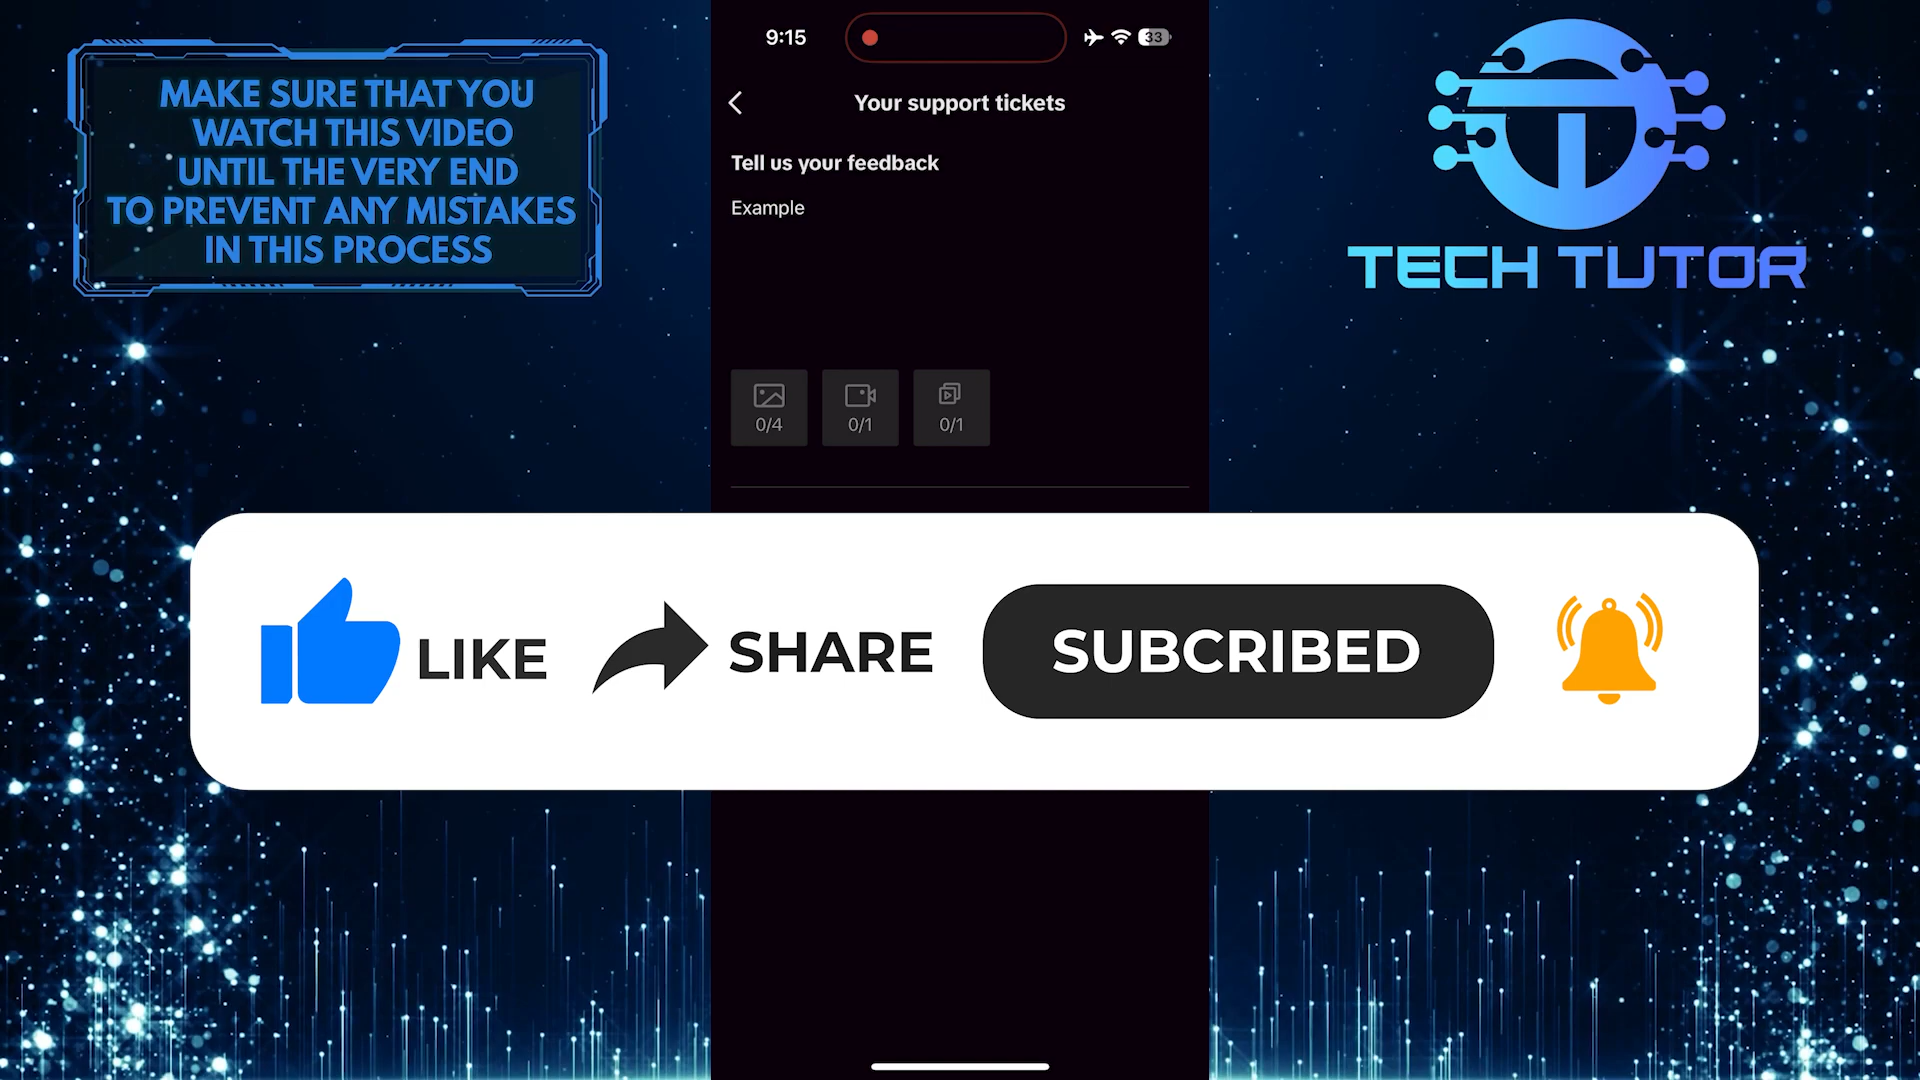 MAKE SURE THAT YOU
WATCH THIS VIDEO
UNTIL THE VERY END
TO PREVENT ANY MISTAKES
IN THIS PROCESS
9:15
33
Your support tickets
Tell us your feedback
Example
0/4
0/1
0/1
TECH TUTOR
LIKE
SHARE
SUBCRIBED